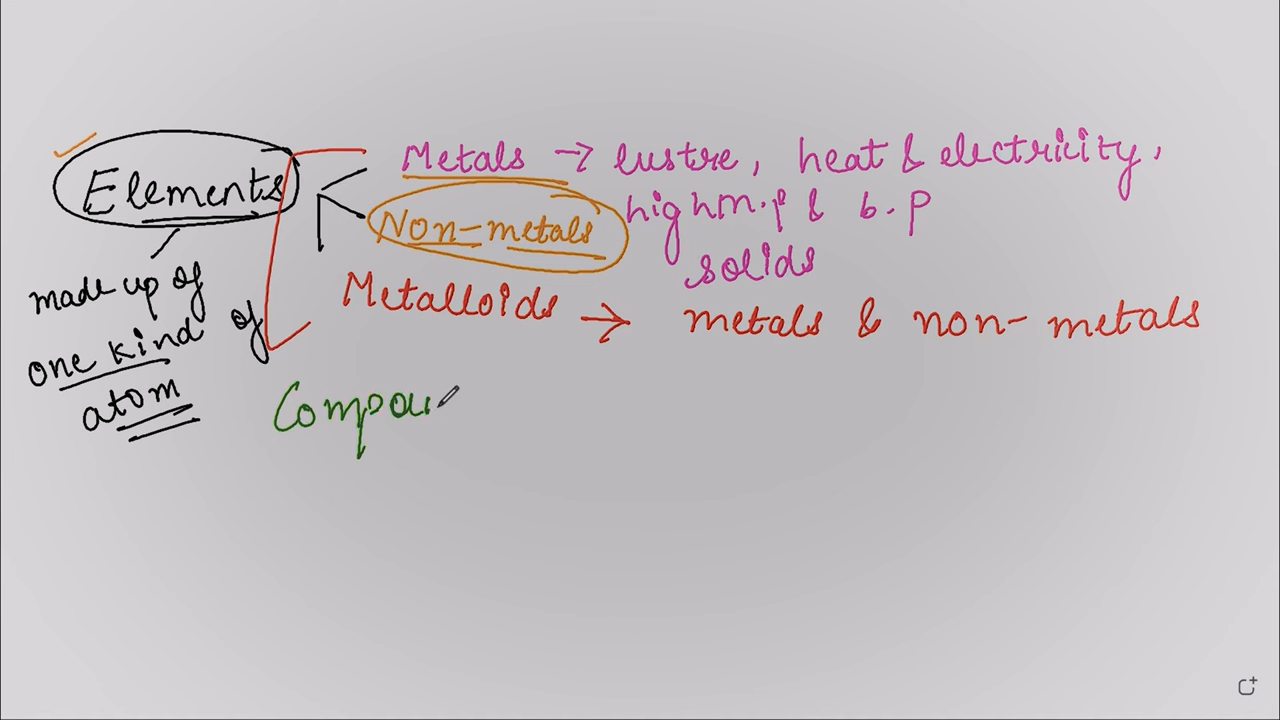 Elements
made up of
one kind of
atom
Metals → lustre, heat & electricity,
high m.p & b.p
solids
Non-metals
Metalloids → metals & non-metals
Compou